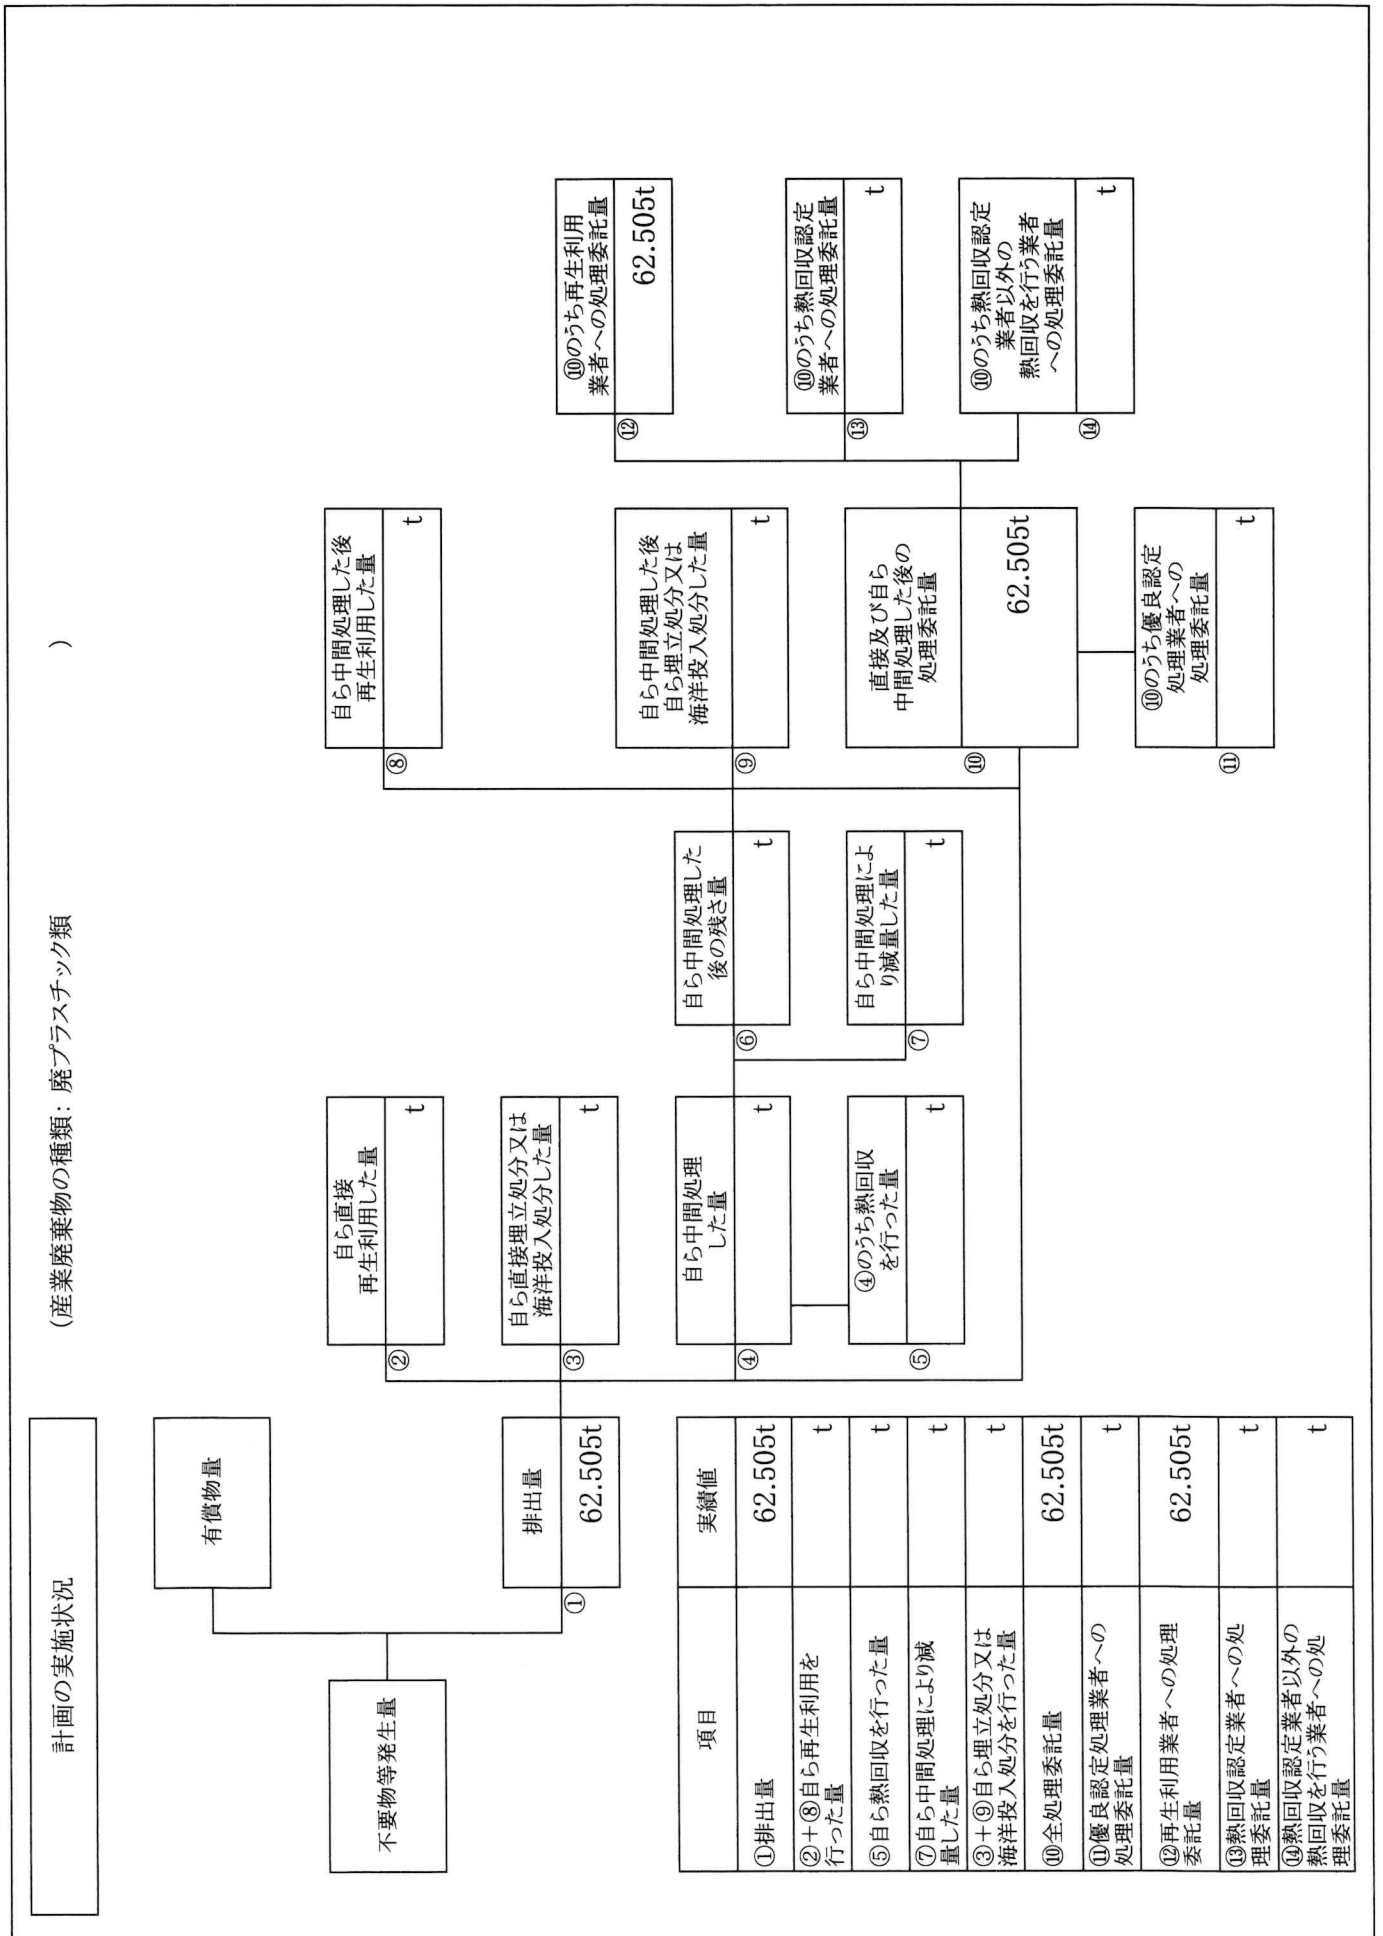 計画の実施状況
(産業廃棄物の種類: 廃プラスチック類 )
不要物等発生量
有償物量
①
排出量
62.505t
②
自ら直接
再生利用した量
t
③
自ら直接埋立処分又は
海洋投入処分した量
t
④
自ら中間処理
した量
t
⑤
④のうち熱回収
を行った量
t
⑥
自ら中間処理した
後の残さ量
t
⑦
自ら中間処理によ
り減量した量
t
⑧
自ら中間処理した後
再生利用した量
t
⑨
自ら中間処理した後
自ら埋立処分又は
海洋投入処分した量
t
⑩
直接及び自ら
中間処理した後の
処理委託量
62.505t
⑪
⑩のうち優良認定
処理業者への
処理委託量
t
⑫
⑩のうち再生利用
業者への処理委託量
62.505t
⑬
⑩のうち熱回収認定
業者への処理委託量
t
⑭
⑩のうち熱回収認定
業者以外の
熱回収を行う業者
への処理委託量
t
項目 実績値
①排出量 62.505t
②+⑧自ら再生利用を
行った量 t
⑤自ら熱回収を行った量 t
⑦自ら中間処理により減
量した量 t
③+⑨自ら埋立処分又は
海洋投入処分を行った量 t
⑩全処理委託量 62.505t
⑪優良認定処理業者への
処理委託量 t
⑫再生利用業者への処理
委託量 62.505t
⑬熱回収認定業者への処
理委託量 t
⑭熱回収認定業者以外の
熱回収を行う業者への処
理委託量 t